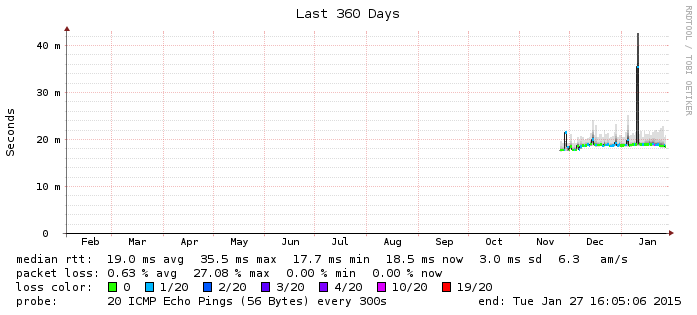 Last 360 Days
RRDTOOL / TOBI OETIKER
Seconds
40 m
30 m
20 m
10 m
0
Feb Mar Apr May Jun Jul Aug Sep Oct Nov Dec Jan
median rtt: 19.0 ms avg 35.5 ms max 17.7 ms min 18.5 ms now 3.0 ms sd 6.3 am/s
packet loss: 0.63 % avg 27.08 % max 0.00 % min 0.00 % now
loss color: 0 1/20 2/20 3/20 4/20 10/20 19/20
probe: 20 ICMP Echo Pings (56 Bytes) every 300s end: Tue Jan 27 16:05:06 2015